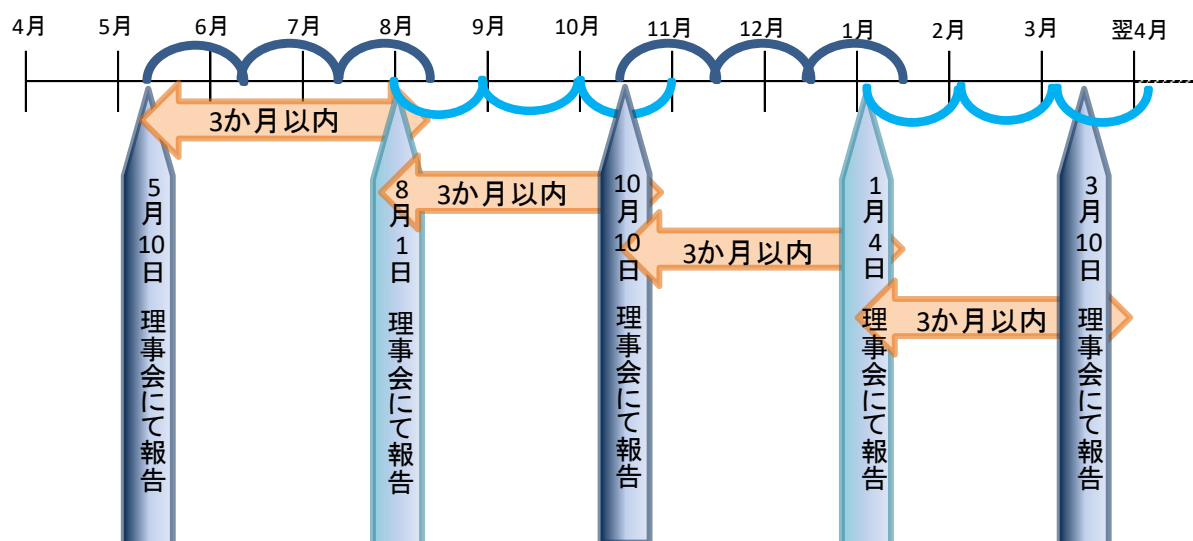 4月 5月 6月 7月 8月 9月 10月 11月 12月 1月 2月 3月 翌4月
3か月以内
3か月以内
3か月以内
3か月以内
5月10日 理事会にて報告
8月1日 理事会にて報告
10月10日 理事会にて報告
1月4日 理事会にて報告
3月10日 理事会にて報告